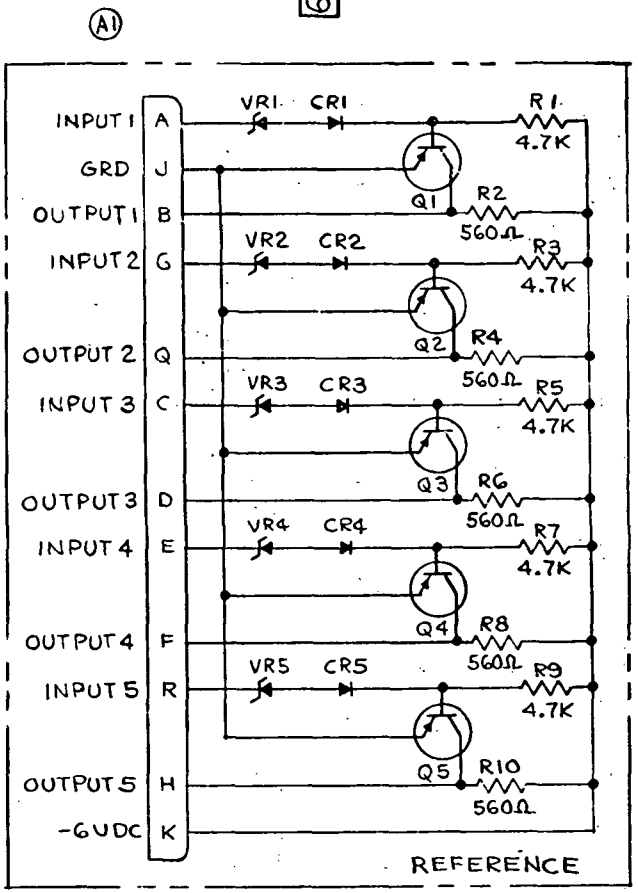 6
A1
VR1 CR1 R1
INPUT 1 A
4.7K
GRD J
Q1
R2
OUTPUT 1 B
560Ω
VR2 CR2 R3
INPUT 2 G
4.7K
Q2
R4
OUTPUT 2 Q
560Ω
VR3 CR3 R5
INPUT 3 C
4.7K
Q3
R6
OUTPUT 3 D
560Ω
VR4 CR4 R7
INPUT 4 E
4.7K
Q4
R8
OUTPUT 4 F
560Ω
VR5 CR5 R9
INPUT 5 R
4.7K
Q5
R10
OUTPUT 5 H
560Ω
-6VDC K
REFERENCE